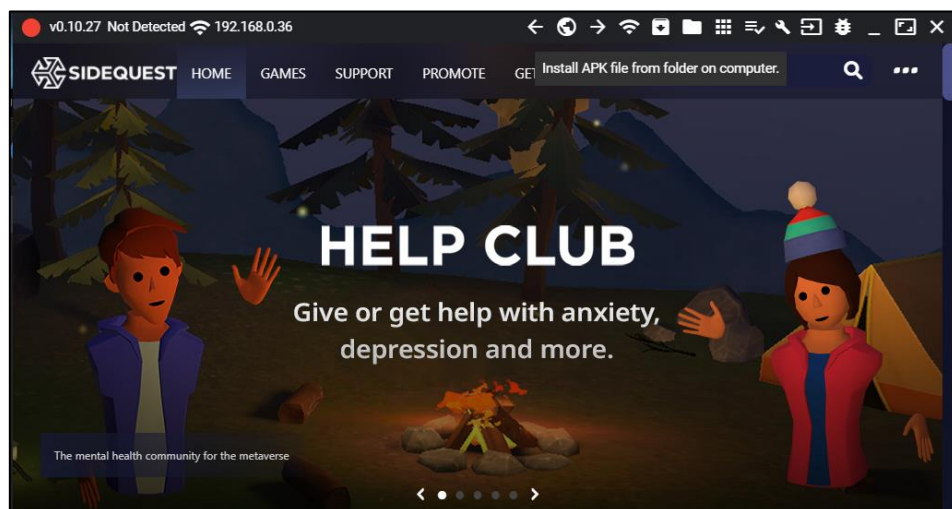 v0.10.27 Not Detected 192.168.0.36
SIDEQUEST HOME GAMES SUPPORT PROMOTE GE
Install APK file from folder on computer.
HELP CLUB
Give or get help with anxiety,
depression and more.
The mental health community for the metaverse